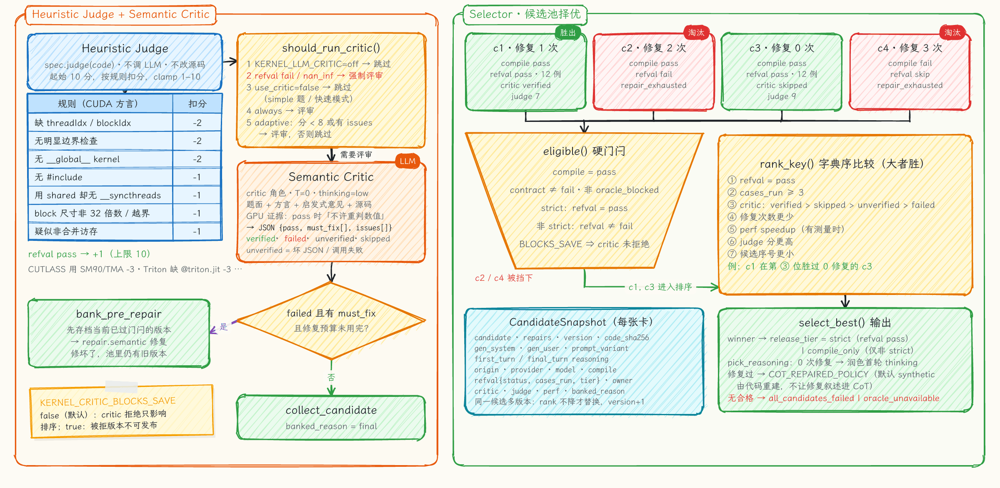 Heuristic Judge + Semantic Critic
Heuristic Judge
spec.judge(code)・不调 LLM・不改源码
起始 10 分，按规则扣分，clamp 1–10
规则（CUDA 方言） 扣分
缺 threadIdx / blockIdx -2
无明显边界检查 -2
无 __global__ kernel -2
无 #include -1
用 shared 却无 __syncthreads -1
block 尺寸非 32 倍数 / 越界 -1
疑似非合并访存 -1
refval pass → +1（上限 10）
CUTLASS 用 SM90/TMA -3・Triton 缺 @triton.jit -3 …
should_run_critic()
1 KERNEL_LLM_CRITIC=off → 跳过
2 refval fail / nan_inf → 强制评审
3 use_critic=false → 跳过
（simple 题 / 快速模式）
4 always → 评审
5 adaptive：分 < 8 或有 issues
→ 评审，否则跳过
需要评审
LLM
Semantic Critic
critic 角色・T=0・thinking=low
题面 + 方言 + 启发式意见 + 源码
GPU 证据：pass 时「不许重判数值」
→ JSON {pass, must_fix[], issues[]}
verified・ failed・ unverified・skipped
unverified = 坏 JSON / 调用失败
failed 且有 must_fix
且修复预算未用完？
是
bank_pre_repair
先存档当前已过门闩的版本
→ repair.semantic 修复
修坏了，池里仍有旧版本
否
collect_candidate
banked_reason = final
KERNEL_CRITIC_BLOCKS_SAVE
false（默认）：critic 拒绝只影响
排序；true：被拒版本不可发布
Selector・候选池择优
胜出
c1・修复 1 次
compile pass
refval pass・12 例
critic verified
judge 7
淘汰
c2・修复 2 次
compile pass
refval fail
repair_exhausted
c3・修复 0 次
compile pass
refval pass・12 例
critic skipped
judge 9
淘汰
c4・修复 3 次
compile fail
refval skip
repair_exhausted
eligible() 硬门闩
compile = pass
contract ≠ fail・非 oracle_blocked
strict：refval = pass
非 strict：refval ≠ fail
BLOCKS_SAVE ⇒ critic 未拒绝
c2 / c4 被挡下
c1, c3 进入排序
rank_key() 字典序比较（大者胜）
① refval = pass
② cases_run ≥ 3
③ critic：verified > skipped > unverified > failed
④ 修复次数更少
⑤ perf speedup（有测量时）
⑥ judge 分更高
⑦ 候选序号更小
例：c1 在第 ③ 位胜过 0 修复的 c3
CandidateSnapshot（每张卡）
candidate ・ repairs ・ version ・ code_sha256
gen_system ・ gen_user ・ prompt_variant
first_turn / final_turn reasoning
origin ・ provider ・ model ・ compile
refval{status, cases_run, tier} ・ owner
critic ・ judge ・ perf ・ banked_reason
同一候选多版本：rank 不降才替换，version+1
select_best() 输出
winner → release_tier = strict（refval pass）
| compile_only（仅非 strict）
pick_reasoning：0 次修复 → 润色首轮 thinking
修复过 → COT_REPAIRED_POLICY（默认 synthetic
由代码重建，不让修复叙述进 CoT）
无合格 → all_candidates_failed | oracle_unavailable